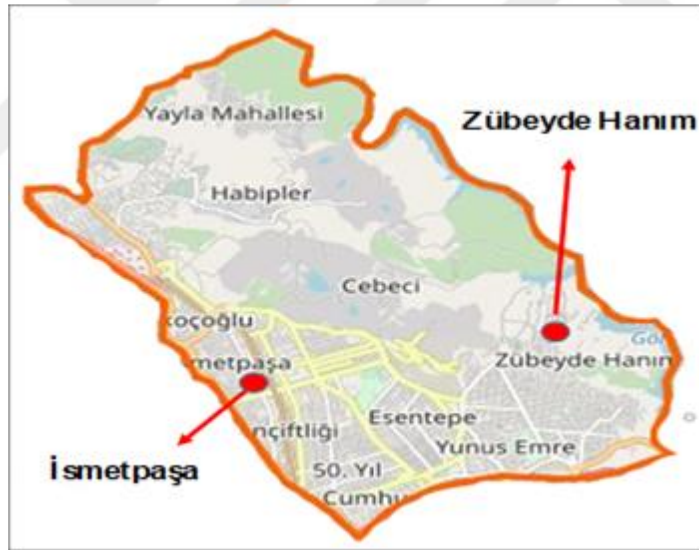 Yayla Mahallesi
Zübeyde Hanım
Habipler
Cebeci
koçoğlu
metpaşa
Zübeyde Hanım
Esentepe
nçiftliği
Yunus Emre
İsmetpaşa
50. Yıl
Cumhu